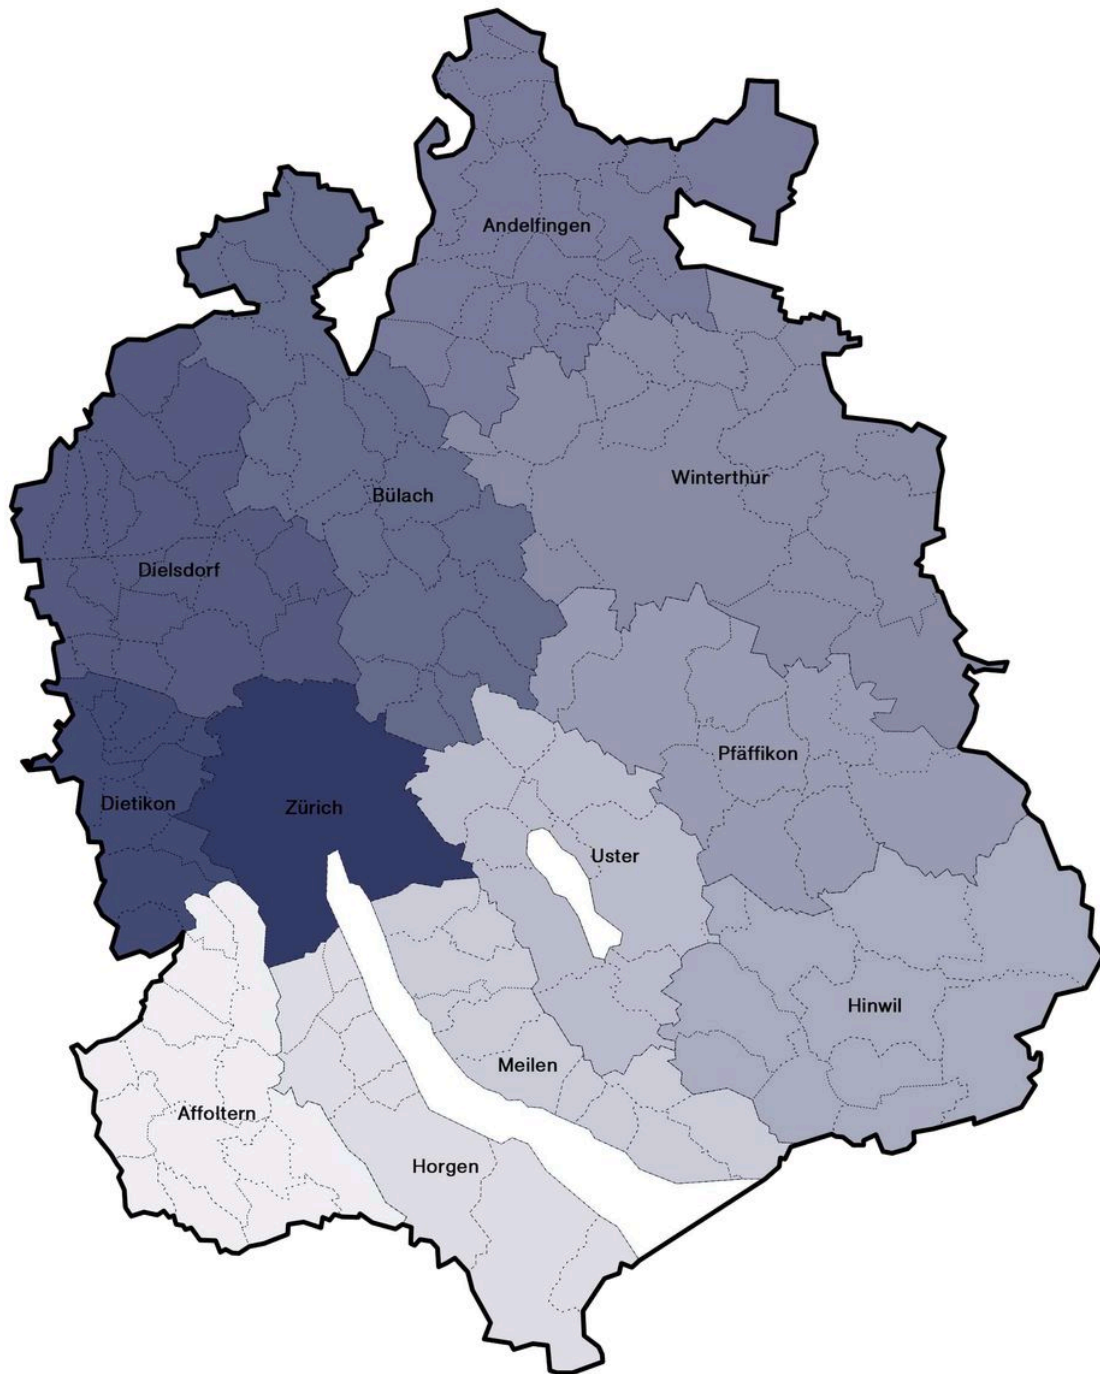 Andelfingen
Winterthur
Bülach
Dielsdorf
Pfäffikon
Dietikon
Zürich
Uster
Hinwil
Meilen
Affoltern
Horgen